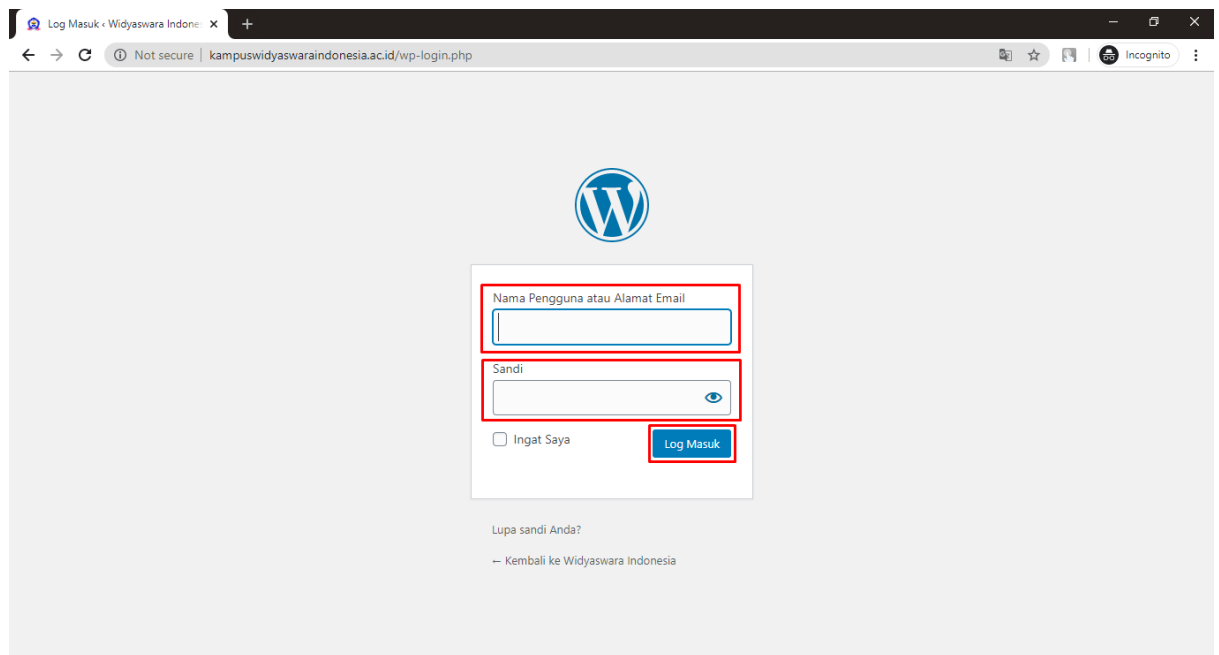 Log Masuk ‹ Widyaswara Indone
Not secure | kampuswidyaswaraindonesia.ac.id/wp-login.php
Incognito
Nama Pengguna atau Alamat Email
Sandi
Ingat Saya
Log Masuk
Lupa sandi Anda?
← Kembali ke Widyaswara Indonesia